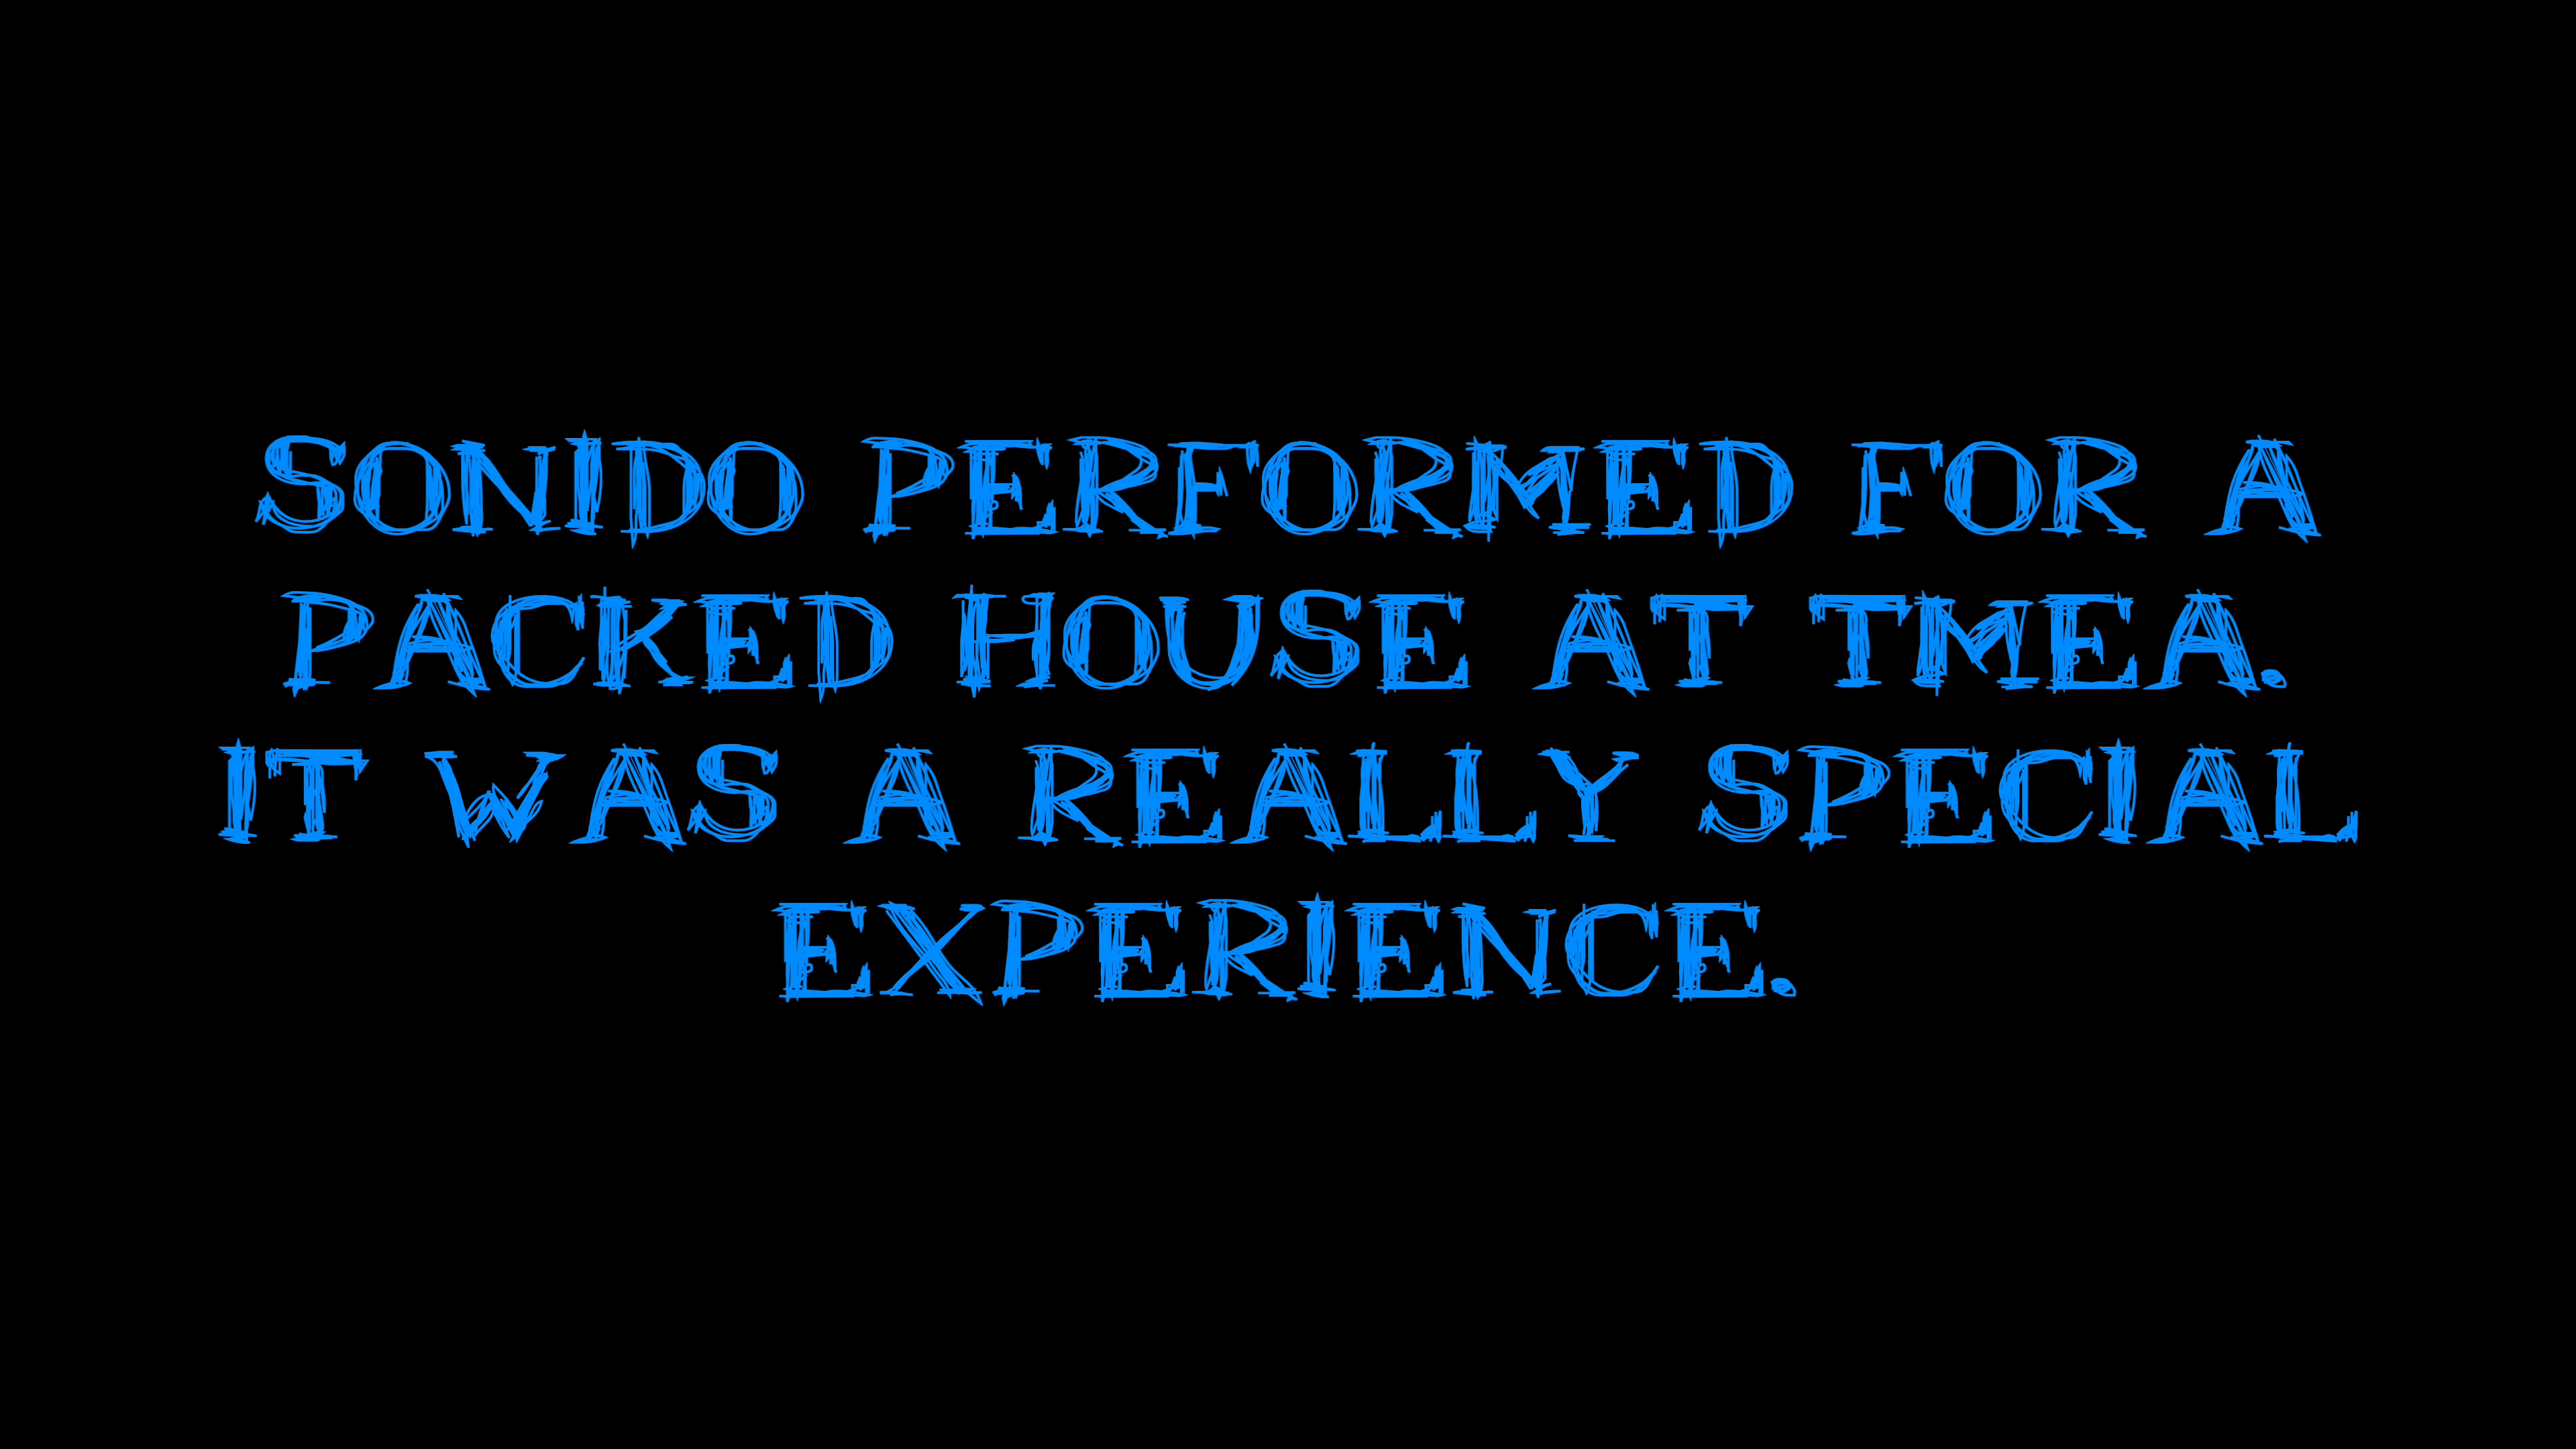 SONIDO PERFORMED FOR A
PACKED HOUSE AT TMEA.
IT WAS A REALLY SPECIAL
EXPERIENCE.